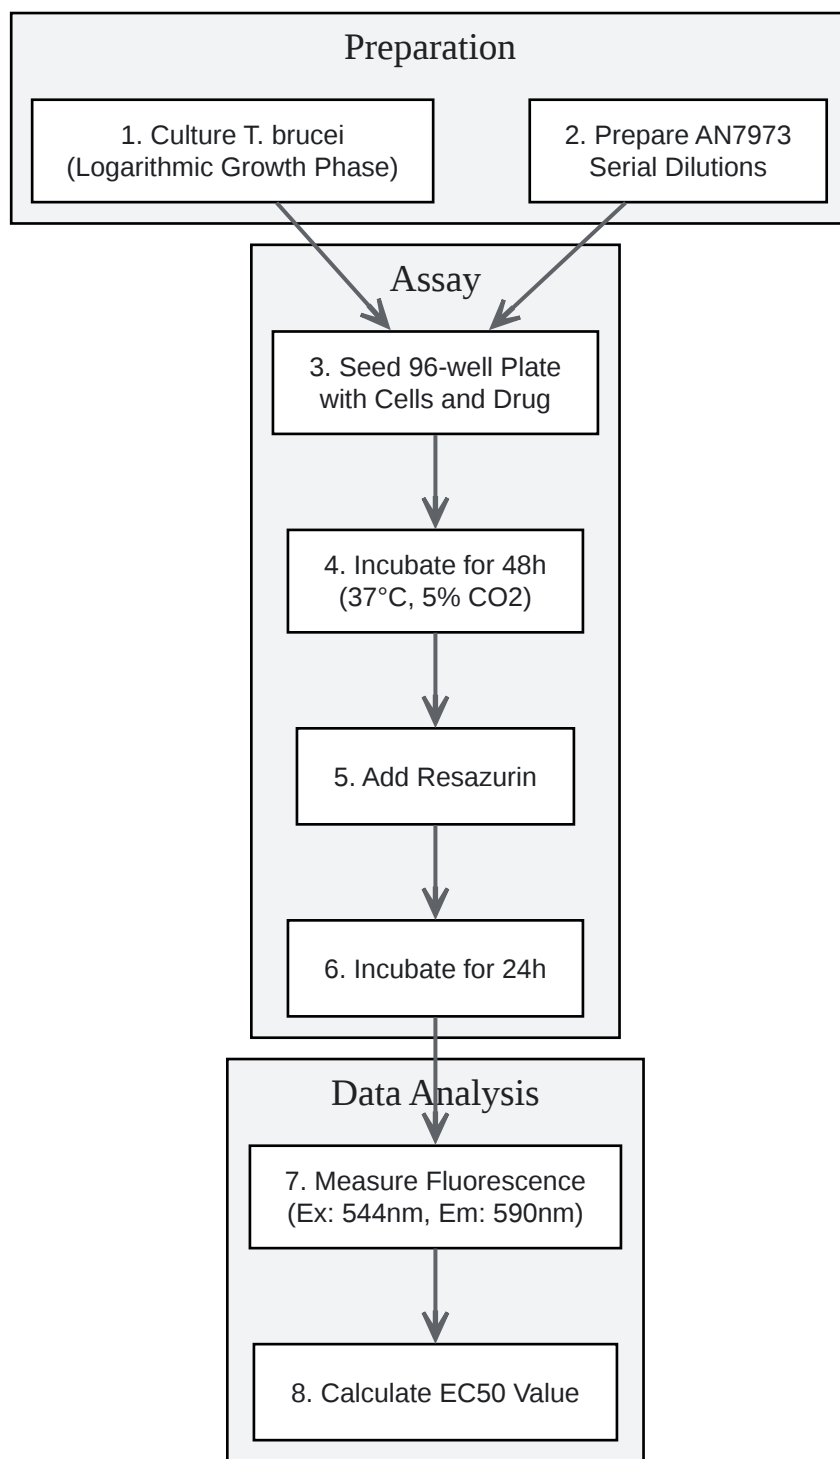 Preparation
1. Culture T. brucei
(Logarithmic Growth Phase)
2. Prepare AN7973
Serial Dilutions
Assay
3. Seed 96-well Plate
with Cells and Drug
4. Incubate for 48h
(37°C, 5% CO2)
5. Add Resazurin
6. Incubate for 24h
Data Analysis
7. Measure Fluorescence
(Ex: 544nm, Em: 590nm)
8. Calculate EC50 Value